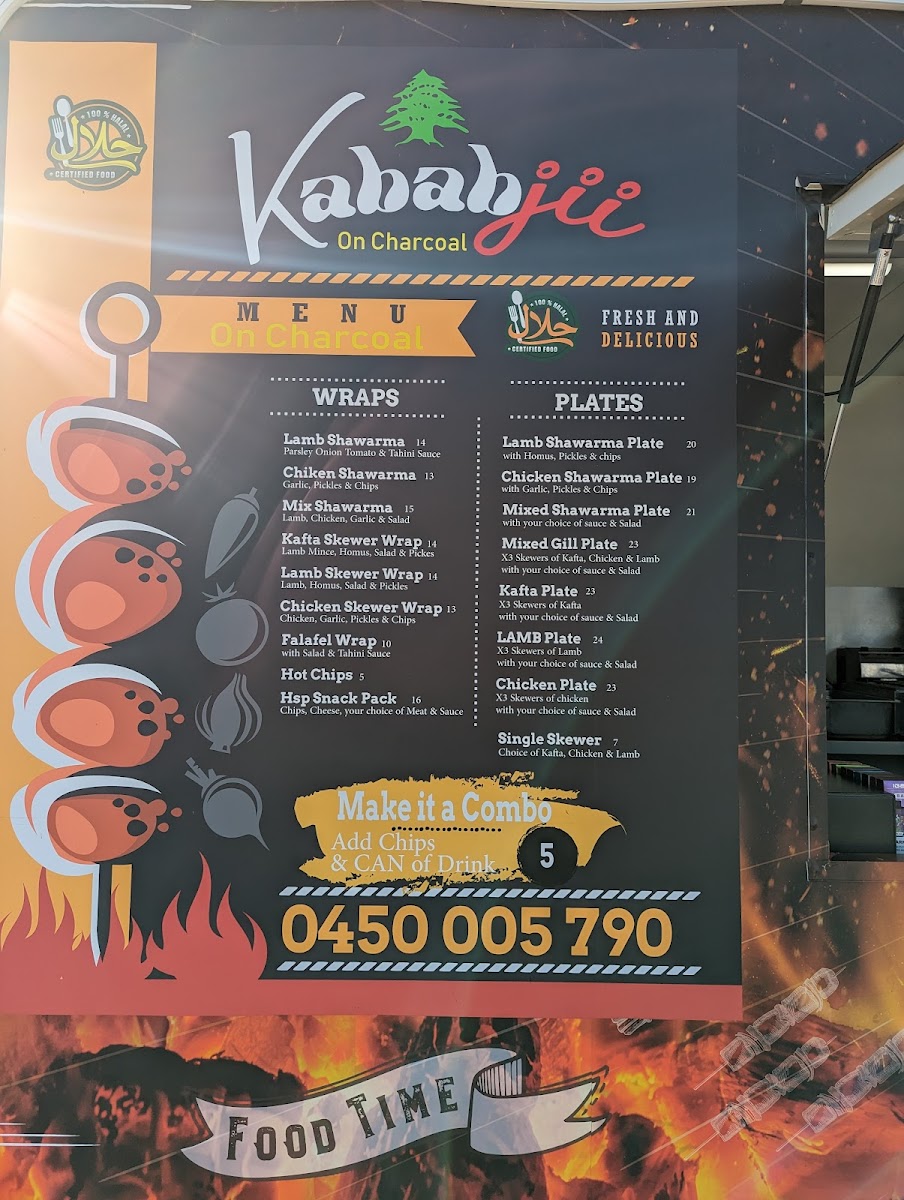 100 % HALAL
حلال
CERTIFIED FOOD
Kababjii
On Charcoal
MENU
On Charcoal
100 % HALAL
حلال
CERTIFIED FOOD
FRESH AND
DELICIOUS
WRAPS
Lamb Shawarma 14
Parsley Onion Tomato & Tahini Sauce
Chiken Shawarma 13
Garlic, Pickles & Chips
Mix Shawarma 15
Lamb, Chicken, Garlic & Salad
Kafta Skewer Wrap 14
Lamb Mince, Homus, Salad & Pickes
Lamb Skewer Wrap 14
Lamb, Homus, Salad & Pickles
Chicken Skewer Wrap 13
Chicken, Garlic, Pickles & Chips
Falafel Wrap 10
with Salad & Tahini Sauce
Hot Chips 5
Hsp Snack Pack 16
Chips, Cheese, your choice of Meat & Sauce
PLATES
Lamb Shawarma Plate 20
with Homus, Pickles & chips
Chicken Shawarma Plate 19
with Garlic, Pickles & Chips
Mixed Shawarma Plate 21
with your choice of sauce & Salad
Mixed Gill Plate 23
X3 Skewers of Kafta, Chicken & Lamb
with your choice of sauce & Salad
Kafta Plate 23
X3 Skewers of Kafta
with your choice of sauce & Salad
LAMB Plate 24
X3 Skewers of Lamb
with your choice of sauce & Salad
Chicken Plate 23
X3 Skewers of chicken
with your choice of sauce & Salad
Single Skewer 7
Choice of Kafta, Chicken & Lamb
Make it a Combo
Add Chips
& CAN of Drink 5
0450 005 790
FOOD TIME